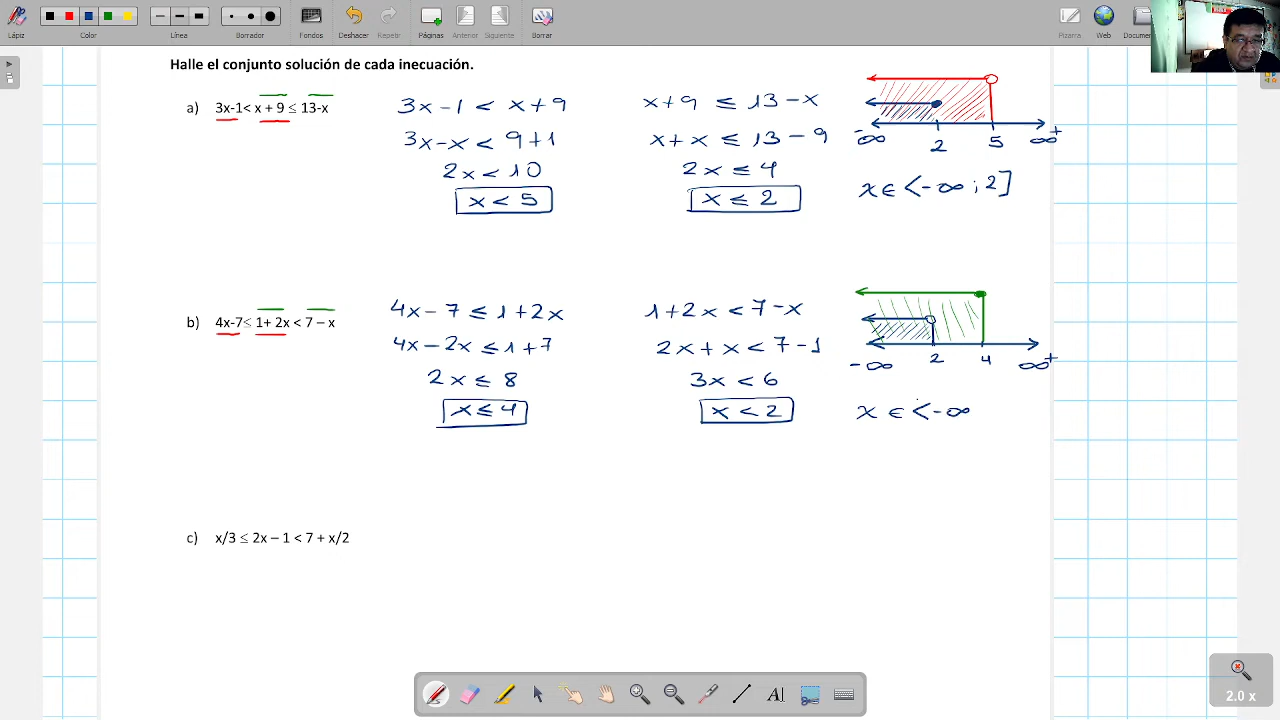 Lápiz Color Línea Borrador Fondos Deshacer Repetir Páginas Anterior Siguiente Borrar Pizarra Web
Halle el conjunto solución de cada inecuación.
a) 3x-1< x + 9 ≤ 13-x
3x-1 < x+9
3x-x < 9+1
2x < 10
x < 5
x+9 ≤ 13-x
x+x ≤ 13-9
2x ≤ 4
x ≤ 2
-∞ 2 5 ∞+
x ∈ <-∞ ; 2]
b) 4x-7≤ 1+ 2x < 7 – x
4x-7 ≤ 1+2x
4x-2x ≤ 1+7
2x ≤ 8
x ≤ 4
1+2x < 7-x
2x+x < 7-1
3x < 6
x < 2
-∞ 2 4 ∞+
x ∈ <-∞
c) x/3 ≤ 2x – 1 < 7 + x/2
2.0 x